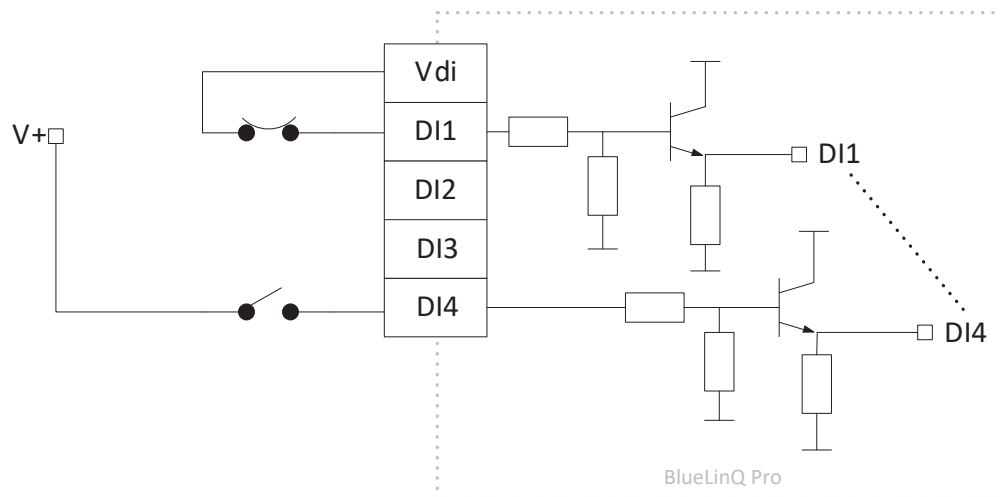 Vdi
V+
DI1
DI1
DI2
DI3
DI4
DI4
BlueLinQ Pro